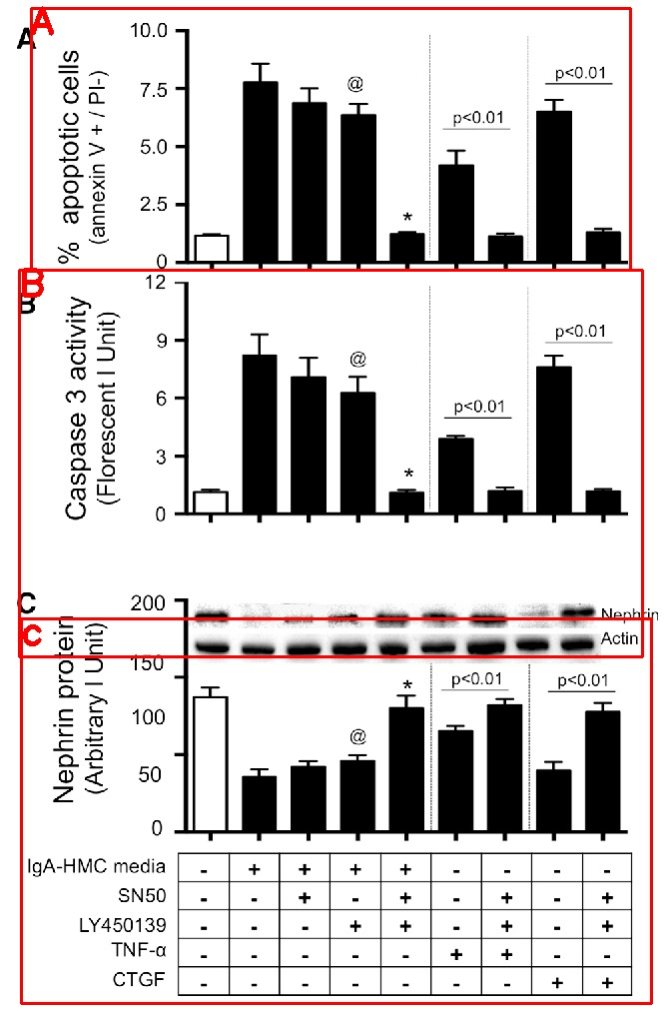 A
A
10.0
7.5
5.0
2.5
0
% apoptotic cells
(annexin V + / PI-)
@
*
p<0.01
p<0.01
B
B
12
9
6
3
0
Caspase 3 activity
(Florescent I Unit)
@
*
p<0.01
p<0.01
C
C
200
150
100
50
0
Nephrin protein
(Arbitrary I Unit)
Nephrin
Actin
@
*
p<0.01
p<0.01
IgA-HMC media - + + + + - - - -
SN50 - - + - + - + - +
LY450139 - - - + + - + - +
TNF-α - - - - - + + - -
CTGF - - - - - - - + +